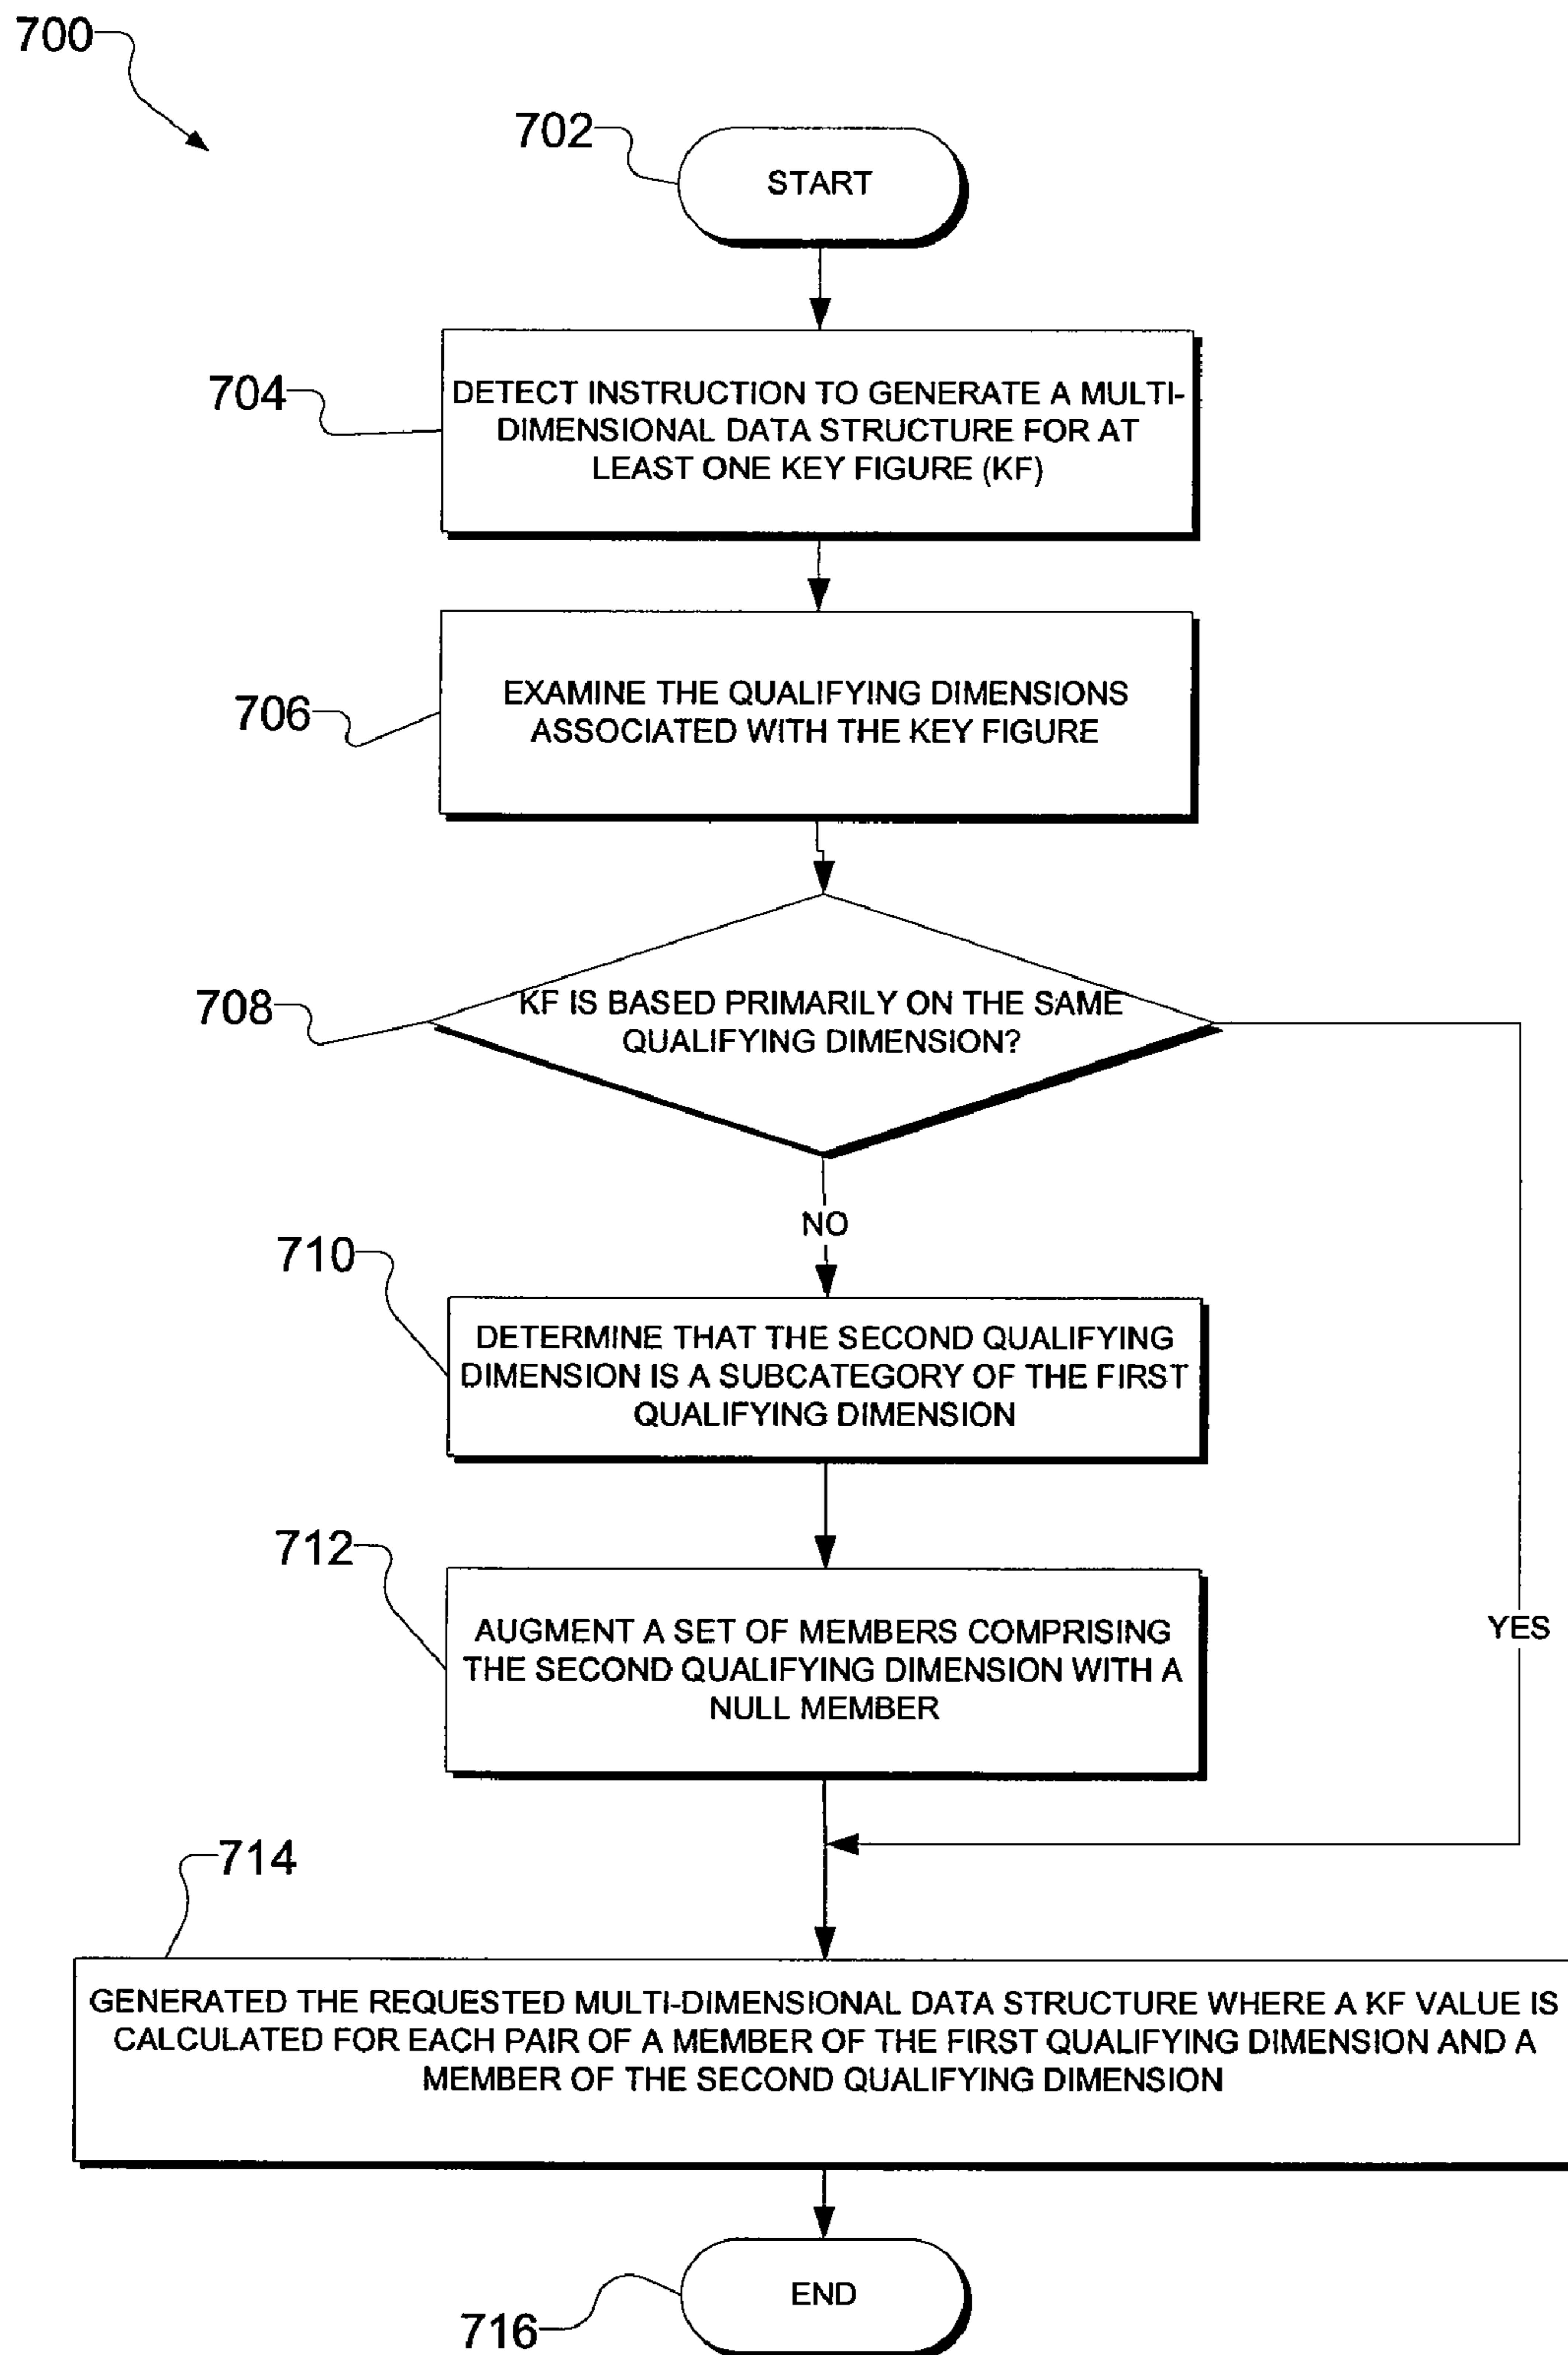 700
702
START
704
DETECT INSTRUCTION TO GENERATE A MULTI-
DIMENSIONAL DATA STRUCTURE FOR AT
LEAST ONE KEY FIGURE (KF)
706
EXAMINE THE QUALIFYING DIMENSIONS
ASSOCIATED WITH THE KEY FIGURE
708
KF IS BASED PRIMARILY ON THE SAME
QUALIFYING DIMENSION?
NO
710
DETERMINE THAT THE SECOND QUALIFYING
DIMENSION IS A SUBCATEGORY OF THE FIRST
QUALIFYING DIMENSION
712
AUGMENT A SET OF MEMBERS COMPRISING
THE SECOND QUALIFYING DIMENSION WITH A
NULL MEMBER
YES
714
GENERATED THE REQUESTED MULTI-DIMENSIONAL DATA STRUCTURE WHERE A KF VALUE IS
CALCULATED FOR EACH PAIR OF A MEMBER OF THE FIRST QUALIFYING DIMENSION AND A
MEMBER OF THE SECOND QUALIFYING DIMENSION
END
716